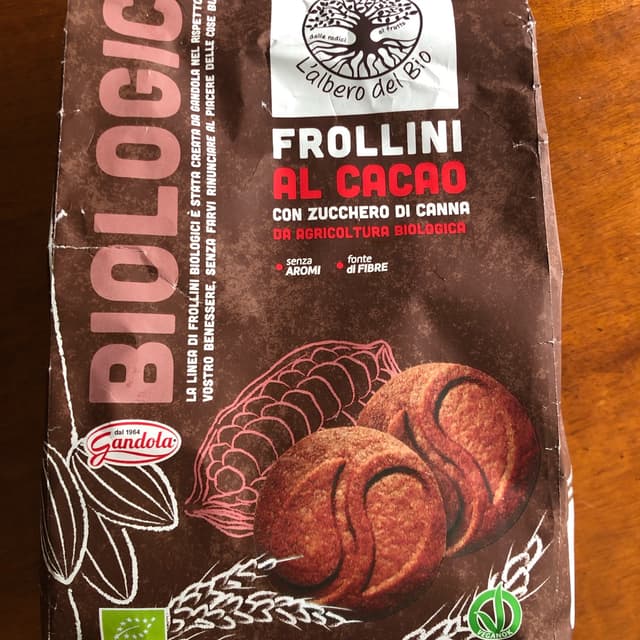 dalle radici al frutto
L'albero del Bio
FROLLINI
AL CACAO
CON ZUCCHERO DI CANNA
DA AGRICOLTURA BIOLOGICA
senza
AROMI
fonte
di FIBRE
BIOLOGIC
LA LINEA DI FROLLINI BIOLOGICI È STATA CREATA DA GANDOLA NEL RISPETTO
VOSTRO BENESSERE, SENZA FARVI RINUNCIARE AL PIACERE DELLE COSE
dal 1964
Gandola
VEGANOK